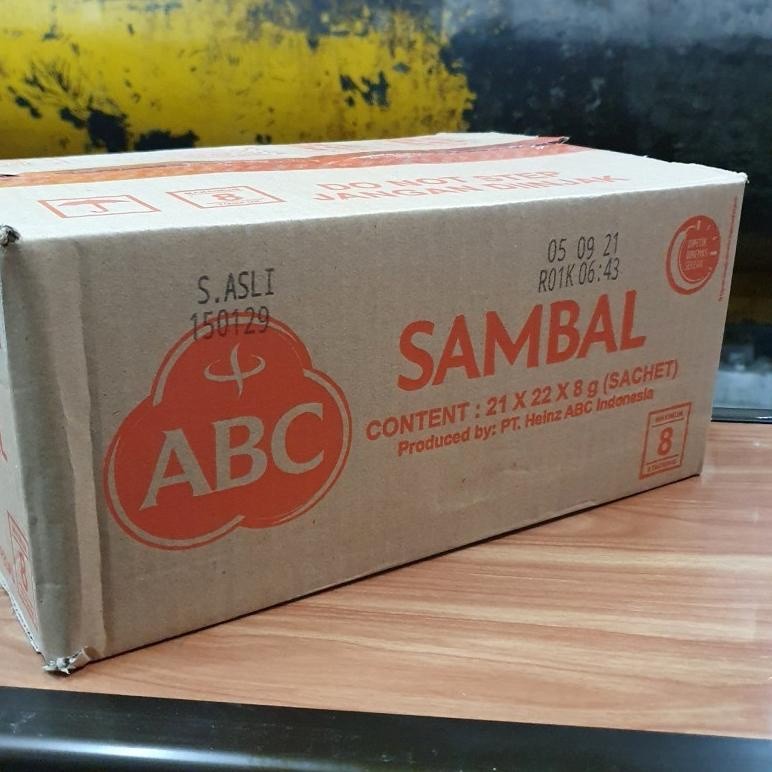 8
DO NOT STEP
JANGAN DIINJAK
S.ASLI
150129
05 09 21
R01K 06:43
ABC
SAMBAL
CONTENT : 21 X 22 X 8 g (SACHET)
Produced by: PT. Heinz ABC Indonesia
MAXIMUM
8